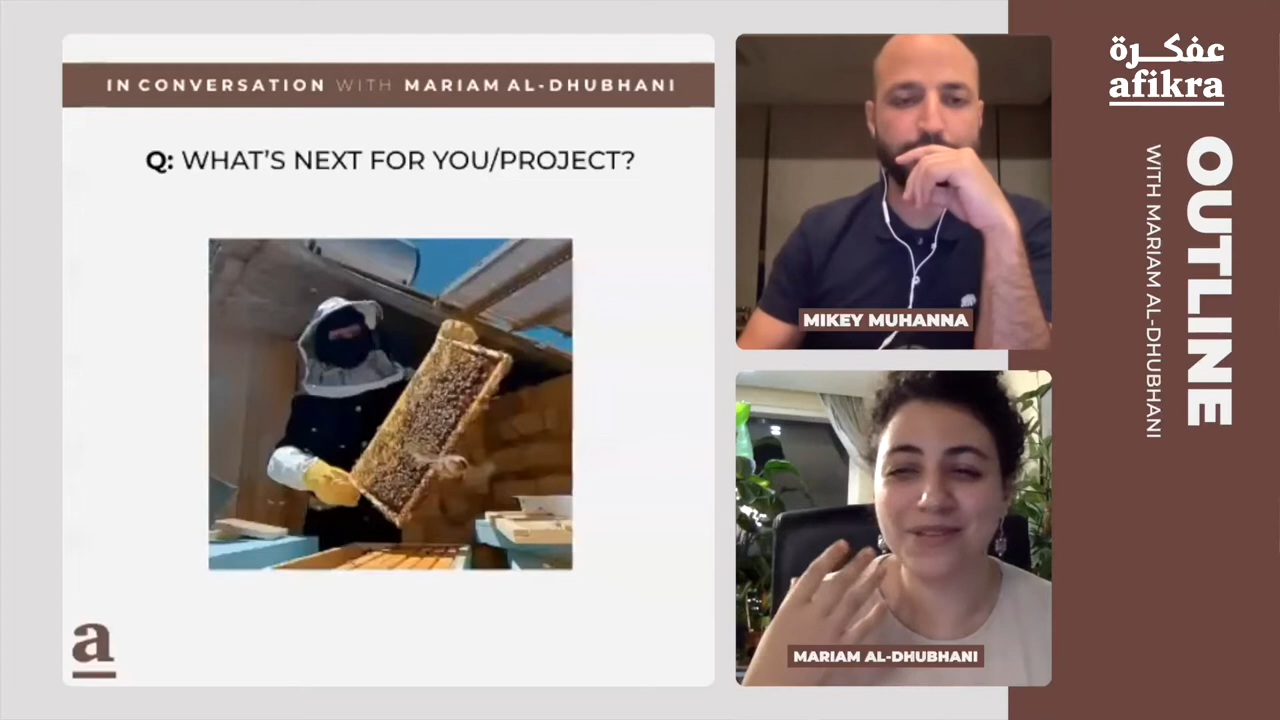 IN CONVERSATION WITH MARIAM AL-DHUBHANI
Q: WHAT'S NEXT FOR YOU/PROJECT?
a
MIKEY MUHANNA
MARIAM AL-DHUBHANI
عفكرة
afikra
OUTLINE
WITH MARIAM AL-DHUBHANI